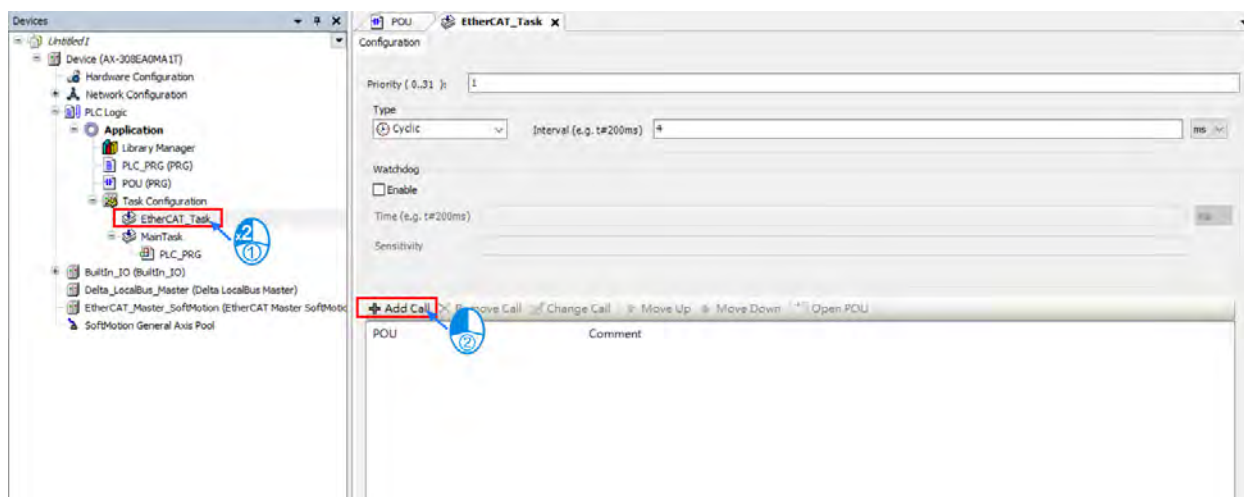 Devices
Untitled1
Device (AX-308EA0MA1T)
Hardware Configuration
Network Configuration
PLC Logic
Application
Library Manager
PLC_PRG (PRG)
POU (PRG)
Task Configuration
EtherCAT_Task
x2
①
MainTask
PLC_PRG
BuiltIn_IO (BuiltIn_IO)
Delta_LocalBus_Master (Delta LocalBus Master)
EtherCAT_Master_SoftMotion (EtherCAT Master SoftMotio
SoftMotion General Axis Pool
POU EtherCAT_Task
Configuration
Priority ( 0..31 ): 1
Type
Cyclic Interval (e.g. t#200ms) 4 ms
Watchdog
Enable
Time (e.g. t#200ms)
Sensitivity
Add Call Remove Call Change Call Move Up Move Down Open POU
②
POU Comment